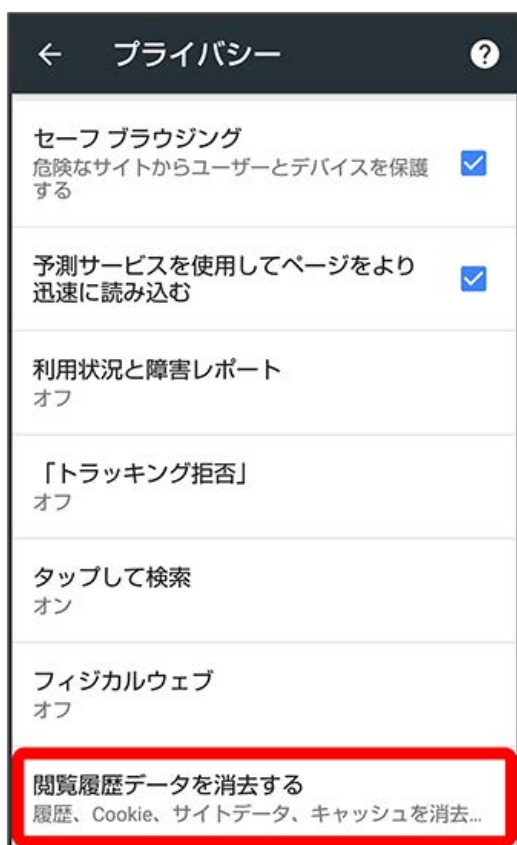 プライバシー
セーフ ブラウジング
危険なサイトからユーザーとデバイスを保護
する
予測サービスを使用してページをより
迅速に読み込む
利用状況と障害レポート
オフ
「トラッキング拒否」
オフ
タップして検索
オン
フィジカルウェブ
オフ
閲覧履歴データを消去する
履歴、Cookie、サイトデータ、キャッシュを消去...